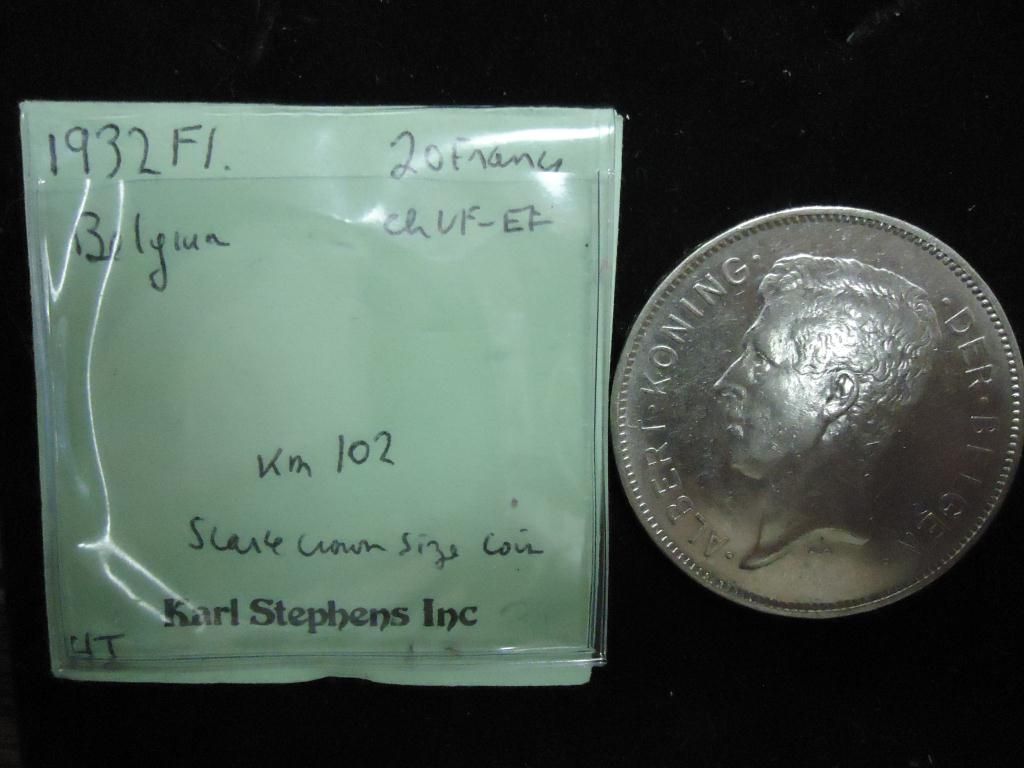 1932 Fl. 20 Francs
Belgium Ch VF-EF
Km 102
Scarce crown size coin
Karl Stephens Inc
HT
·ALBERT·KONING· ·DER·BELGEN·